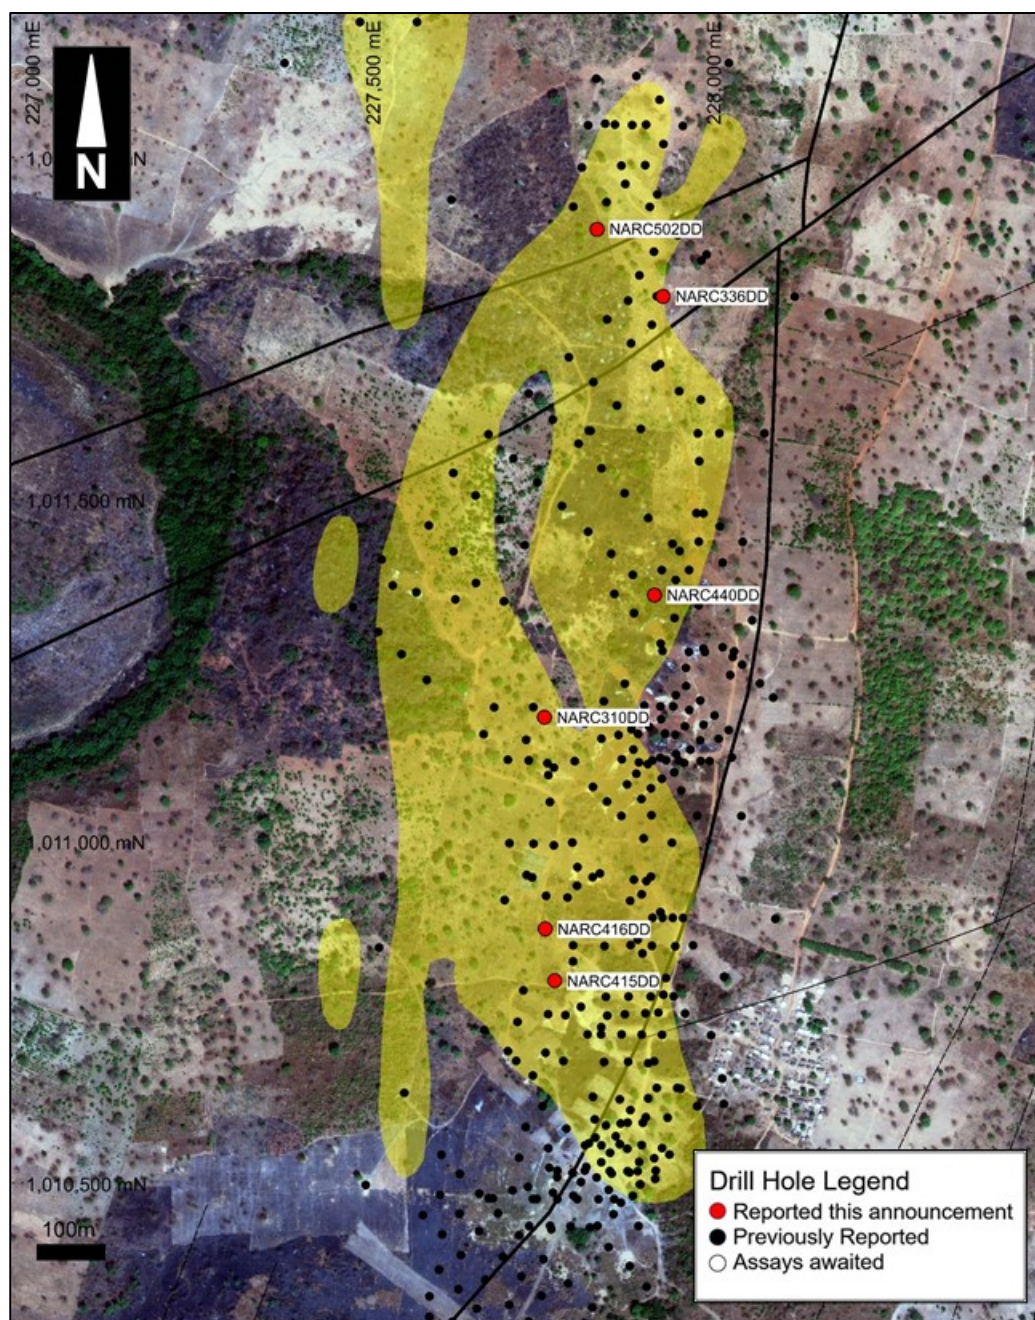 227,000 mE
227,500 mE
228,000 mE
N
NARC502DD
NARC336DD
1,011,500 mN
NARC440DD
NARC310DD
1,011,000 mN
NARC416DD
NARC415DD
1,010,500 mN
100m
Drill Hole Legend
Reported this announcement
Previously Reported
Assays awaited